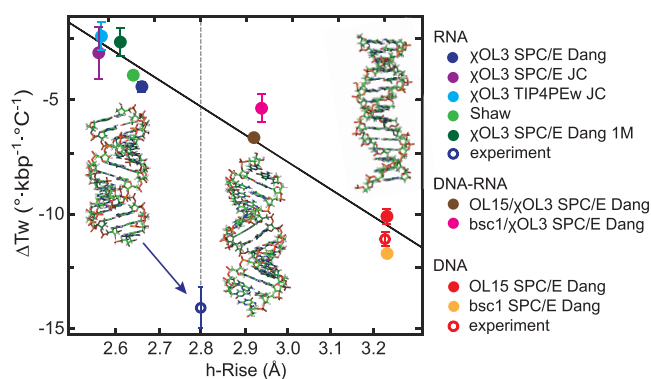 ΔTw (°·kbp⁻¹·°C⁻¹)
-5
-10
-15
2.6 2.7 2.8 2.9 3.0 3.1 3.2
h-Rise (Å)
RNA
χOL3 SPC/E Dang
χOL3 SPC/E JC
χOL3 TIP4PEw JC
Shaw
χOL3 SPC/E Dang 1M
experiment
DNA-RNA
OL15/χOL3 SPC/E Dang
bsc1/χOL3 SPC/E Dang
DNA
OL15 SPC/E Dang
bsc1 SPC/E Dang
experiment